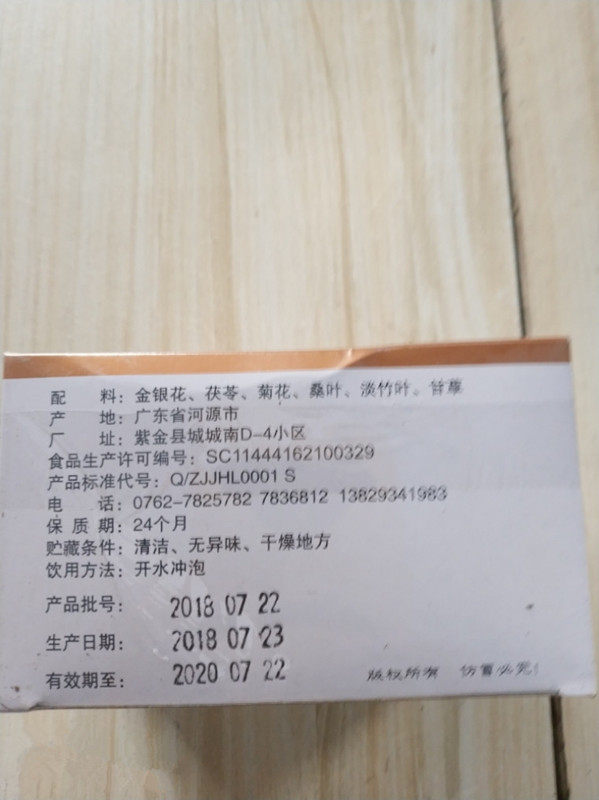 配 料：金银花、茯苓、菊花、桑叶、淡竹叶、甘草
产 地：广东省河源市
厂 址：紫金县城城南D-4小区
食品生产许可编号：SC11444162100329
产品标准代号：Q/ZJJHL0001 S
电 话：0762-7825782 7836812 13829341983
保 质 期：24个月
贮藏条件：清洁、无异味、干燥地方
饮用方法：开水冲泡
产品批号： 2018 07 22
生产日期： 2018 07 23
有效期至： 2020 07 22
版权所有 仿冒必究！